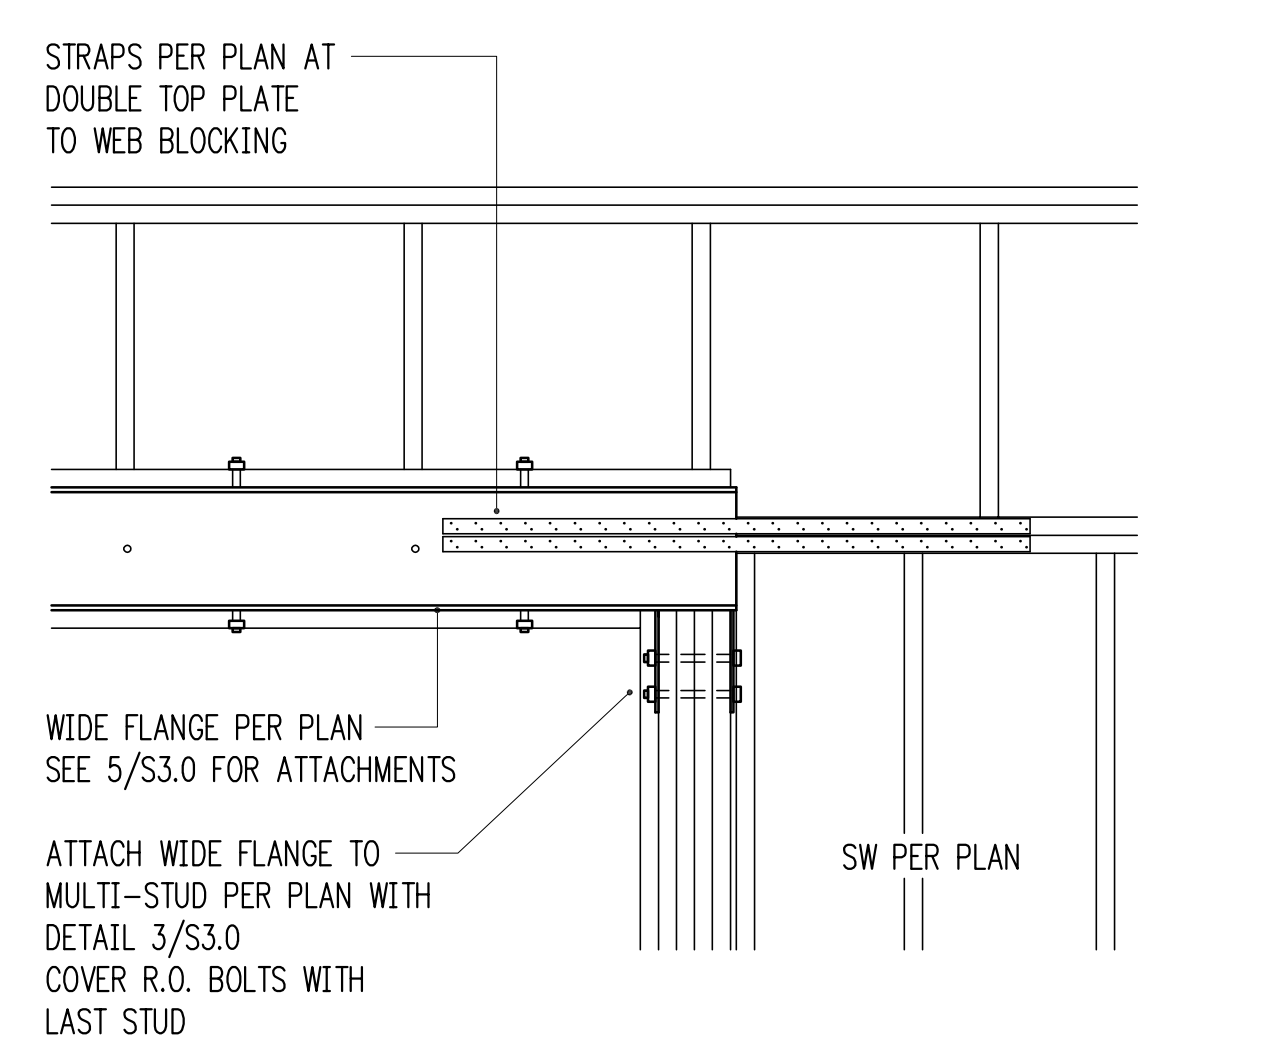 STRAPS PER PLAN AT
DOUBLE TOP PLATE
TO WEB BLOCKING
WIDE FLANGE PER PLAN
SEE 5/S3.0 FOR ATTACHMENTS
ATTACH WIDE FLANGE TO
MULTI-STUD PER PLAN WITH
DETAIL 3/S3.0
COVER R.O. BOLTS WITH
LAST STUD
SW PER PLAN